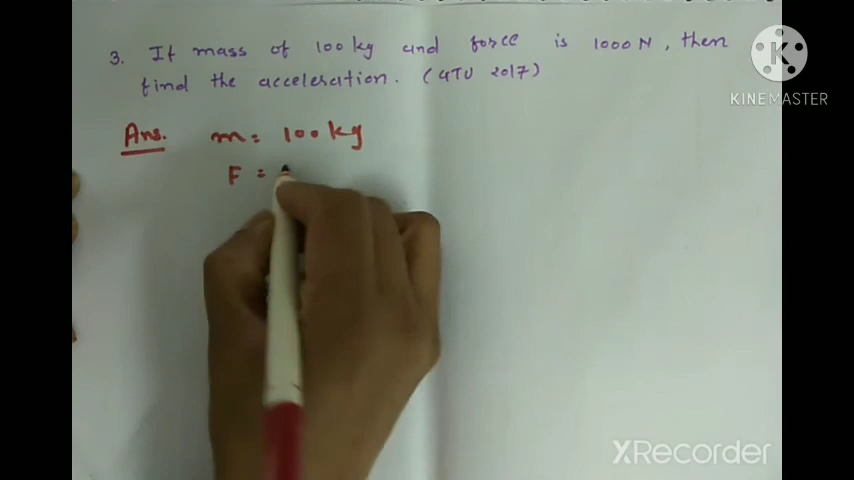 3. If mass of 100 kg and force is 1000 N, then
find the acceleration. (GTU 2017)
Ans. m = 100 kg
F =
KINEMASTER
XRecorder